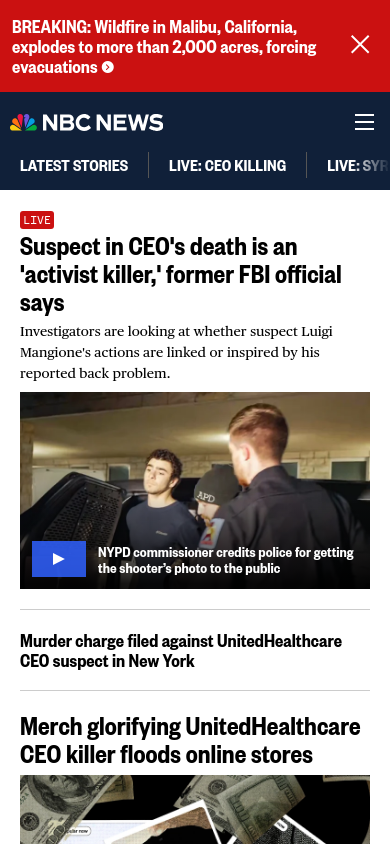 BREAKING: Wildfire in Malibu, California,
explodes to more than 2,000 acres, forcing
evacuations
NBC NEWS
LATEST STORIES
LIVE: CEO KILLING
LIVE: SYR
LIVE
Suspect in CEO's death is an
'activist killer,' former FBI official
says
Investigators are looking at whether suspect Luigi
Mangione's actions are linked or inspired by his
reported back problem.
APD
NYPD commissioner credits police for getting
the shooter's photo to the public
Murder charge filed against UnitedHealthcare
CEO suspect in New York
Merch glorifying UnitedHealthcare
CEO killer floods online stores